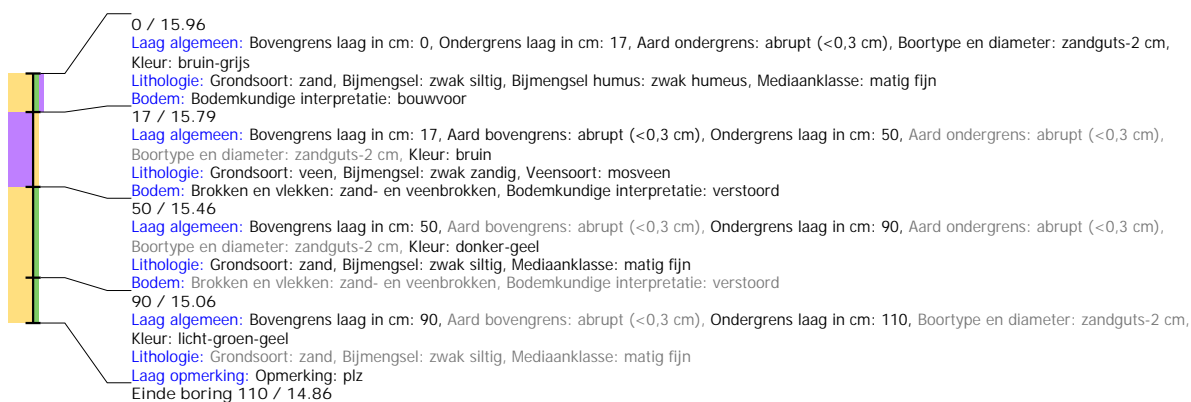 0 / 15.96
Laag algemeen: Bovengrens laag in cm: 0, Ondergrens laag in cm: 17, Aard ondergrens: abrupt (<0,3 cm), Boortype en diameter: zandguts-2 cm,
Kleur: bruin-grijs
Lithologie: Grondsoort: zand, Bijmengsel: zwak siltig, Bijmengsel humus: zwak humeus, Mediaanklasse: matig fijn
Bodem: Bodemkundige interpretatie: bouwvoor
17 / 15.79
Laag algemeen: Bovengrens laag in cm: 17, Aard bovengrens: abrupt (<0,3 cm), Ondergrens laag in cm: 50, Aard ondergrens: abrupt (<0,3 cm),
Boortype en diameter: zandguts-2 cm, Kleur: bruin
Lithologie: Grondsoort: veen, Bijmengsel: zwak zandig, Veensoort: mosveen
Bodem: Brokken en vlekken: zand- en veenbrokken, Bodemkundige interpretatie: verstoord
50 / 15.46
Laag algemeen: Bovengrens laag in cm: 50, Aard bovengrens: abrupt (<0,3 cm), Ondergrens laag in cm: 90, Aard ondergrens: abrupt (<0,3 cm),
Boortype en diameter: zandguts-2 cm, Kleur: donker-geel
Lithologie: Grondsoort: zand, Bijmengsel: zwak siltig, Mediaanklasse: matig fijn
Bodem: Brokken en vlekken: zand- en veenbrokken, Bodemkundige interpretatie: verstoord
90 / 15.06
Laag algemeen: Bovengrens laag in cm: 90, Aard bovengrens: abrupt (<0,3 cm), Ondergrens laag in cm: 110, Boortype en diameter: zandguts-2 cm,
Kleur: licht-groen-geel
Lithologie: Grondsoort: zand, Bijmengsel: zwak siltig, Mediaanklasse: matig fijn
Laag opmerking: Opmerking: plz
Einde boring 110 / 14.86